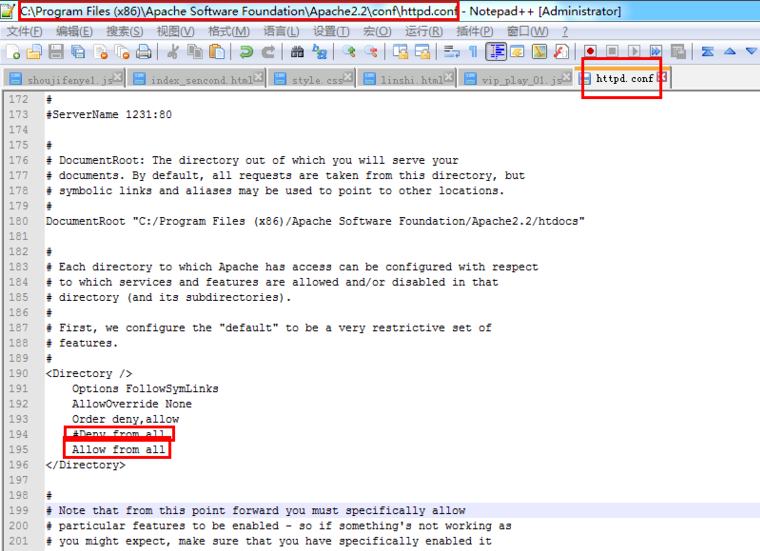 C:\Program Files (x86)\Apache Software Foundation\Apache2.2\conf\httpd.conf - Notepad++ [Administrator]
文件(F) 编辑(E) 搜索(S) 视图(V) 格式(M) 语言(L) 设置(T) 宏(O) 运行(R) 插件(P) 窗口(W) ?
shoujifenye1.js index_sencond.html style.css linshi.html vip_play_01.js httpd.conf
172 #
173 #ServerName 1231:80
174
175 #
176 # DocumentRoot: The directory out of which you will serve your
177 # documents. By default, all requests are taken from this directory, but
178 # symbolic links and aliases may be used to point to other locations.
179 #
180 DocumentRoot "C:/Program Files (x86)/Apache Software Foundation/Apache2.2/htdocs"
181
182 #
183 # Each directory to which Apache has access can be configured with respect
184 # to which services and features are allowed and/or disabled in that
185 # directory (and its subdirectories).
186 #
187 # First, we configure the "default" to be a very restrictive set of
188 # features.
189 #
190 <Directory />
191 Options FollowSymLinks
192 AllowOverride None
193 Order deny,allow
194 #Deny from all
195 Allow from all
196 </Directory>
197
198 #
199 # Note that from this point forward you must specifically allow
200 # particular features to be enabled - so if something's not working as
201 # you might expect, make sure that you have specifically enabled it